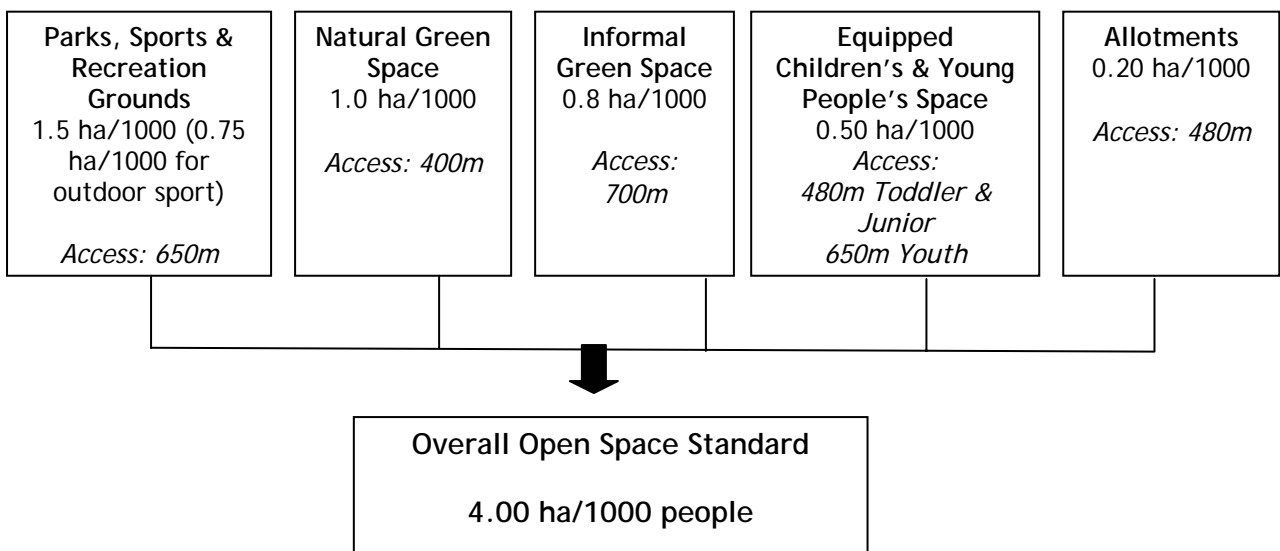 Parks, Sports &
Recreation
Grounds
1.5 ha/1000 (0.75
ha/1000 for
outdoor sport)
Access: 650m
Natural Green
Space
1.0 ha/1000
Access: 400m
Informal
Green Space
0.8 ha/1000
Access:
700m
Equipped
Children's & Young
People's Space
0.50 ha/1000
Access:
480m Toddler &
Junior
650m Youth
Allotments
0.20 ha/1000
Access: 480m
Overall Open Space Standard
4.00 ha/1000 people